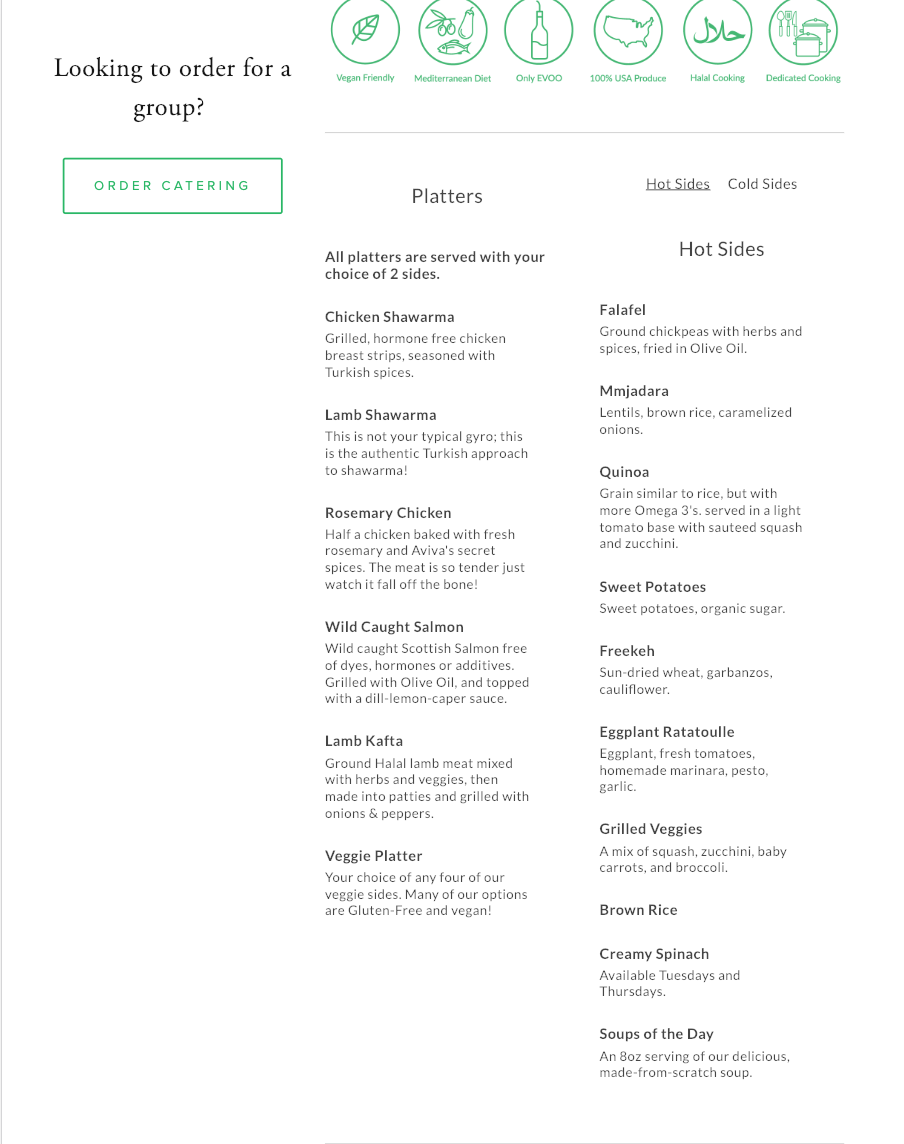 Looking to order for a
group?
ORDER CATERING
حلال
Vegan Friendly
Mediterranean Diet
Only EVOO
100% USA Produce
Halal Cooking
Dedicated Cooking
Platters
All platters are served with your
choice of 2 sides.
Chicken Shawarma
Grilled, hormone free chicken
breast strips, seasoned with
Turkish spices.
Lamb Shawarma
This is not your typical gyro; this
is the authentic Turkish approach
to shawarma!
Rosemary Chicken
Half a chicken baked with fresh
rosemary and Aviva's secret
spices. The meat is so tender just
watch it fall off the bone!
Wild Caught Salmon
Wild caught Scottish Salmon free
of dyes, hormones or additives.
Grilled with Olive Oil, and topped
with a dill-lemon-caper sauce.
Lamb Kafta
Ground Halal lamb meat mixed
with herbs and veggies, then
made into patties and grilled with
onions & peppers.
Veggie Platter
Your choice of any four of our
veggie sides. Many of our options
are Gluten-Free and vegan!
Hot Sides
Cold Sides
Hot Sides
Falafel
Ground chickpeas with herbs and
spices, fried in Olive Oil.
Mmjadara
Lentils, brown rice, caramelized
onions.
Quinoa
Grain similar to rice, but with
more Omega 3's. served in a light
tomato base with sauteed squash
and zucchini.
Sweet Potatoes
Sweet potatoes, organic sugar.
Freekeh
Sun-dried wheat, garbanzos,
cauliflower.
Eggplant Ratatoulle
Eggplant, fresh tomatoes,
homemade marinara, pesto,
garlic.
Grilled Veggies
A mix of squash, zucchini, baby
carrots, and broccoli.
Brown Rice
Creamy Spinach
Available Tuesdays and
Thursdays.
Soups of the Day
An 8oz serving of our delicious,
made-from-scratch soup.